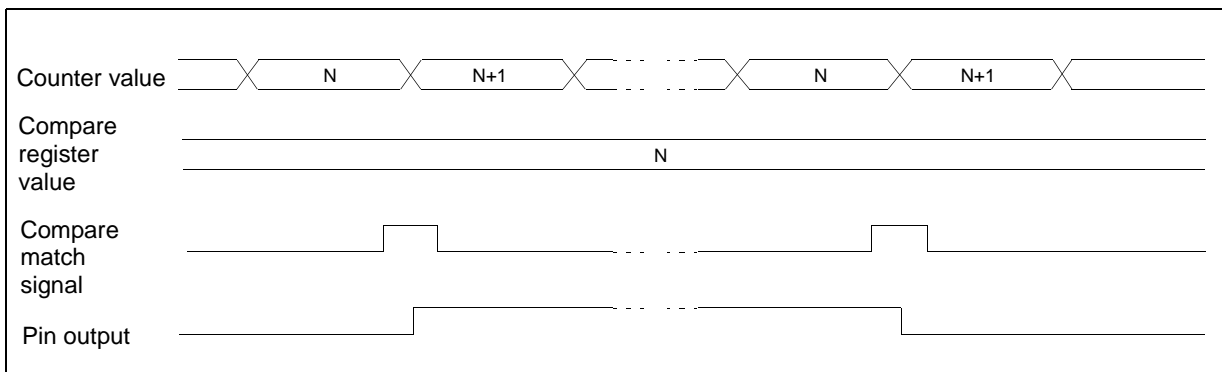 Counter value N N+1 N N+1
Compare
register
value
N
Compare
match
signal
Pin output